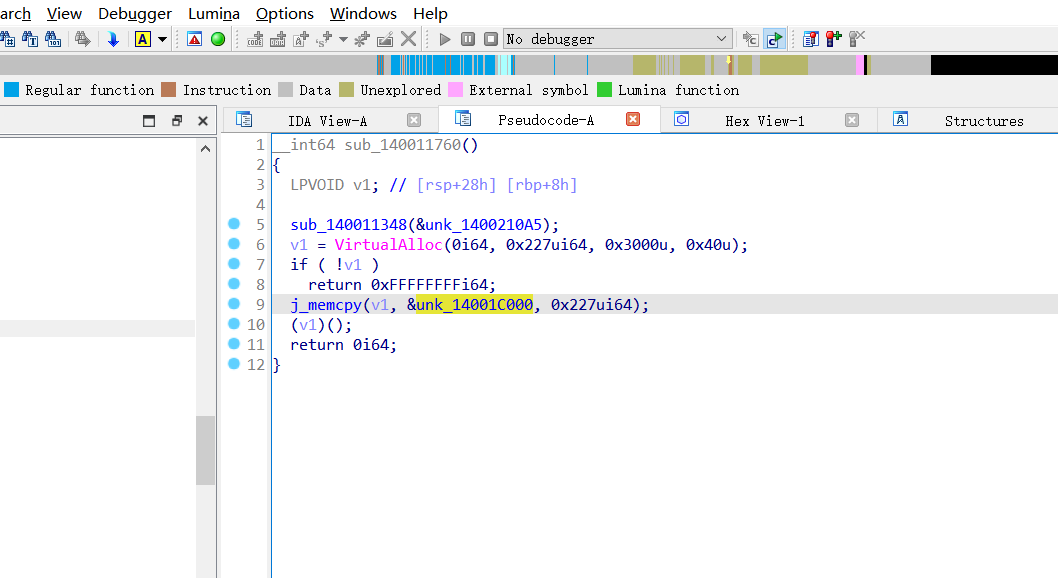 arch View Debugger Lumina Options Windows Help
No debugger
Regular function Instruction Data Unexplored External symbol Lumina function
IDA View-A Pseudocode-A Hex View-1 Structures
1 __int64 sub_140011760()
2 {
3 LPVOID v1; // [rsp+28h] [rbp+8h]
4
5 sub_140011348(&unk_1400210A5);
6 v1 = VirtualAlloc(0i64, 0x227ui64, 0x3000u, 0x40u);
7 if ( !v1 )
8 return 0xFFFFFFFFi64;
9 j_memcpy(v1, &unk_14001C000, 0x227ui64);
10 (v1)();
11 return 0i64;
12 }